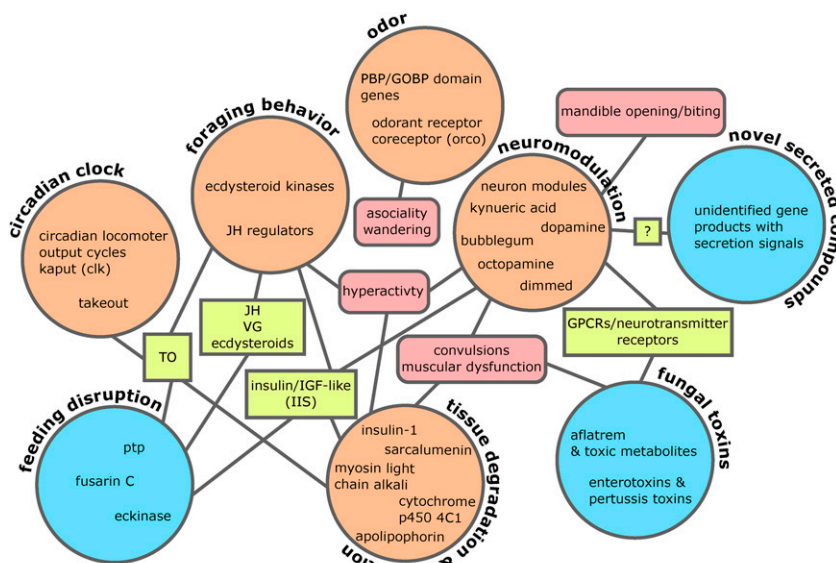 odor
PBP/GOBP domain
genes
odorant receptor
coreceptor (orco)
foraging behavior
ecdysteroid kinases
JH regulators
mandible opening/biting
neuromodulation
neuron modules
kynueric acid
dopamine
bubblegum
octopamine
dimmed
novel secreted compounds
unidentified gene
products with
secretion signals
?
circadian clock
circadian locomoter
output cycles
kaput (clk)
takeout
asociality
wandering
hyperactivty
JH
VG
ecdysteroids
GPCRs/neurotransmitter
receptors
TO
convulsions
muscular dysfunction
insulin/IGF-like
(IIS)
feeding disruption
ptp
fusarin C
eckinase
tissue degradation &
insulin-1
sarcalumenin
myosin light
chain alkali
cytochrome
p450 4C1
apolipophorin
fungal toxins
aflatrem
& toxic metabolites
enterotoxins &
pertussis toxins